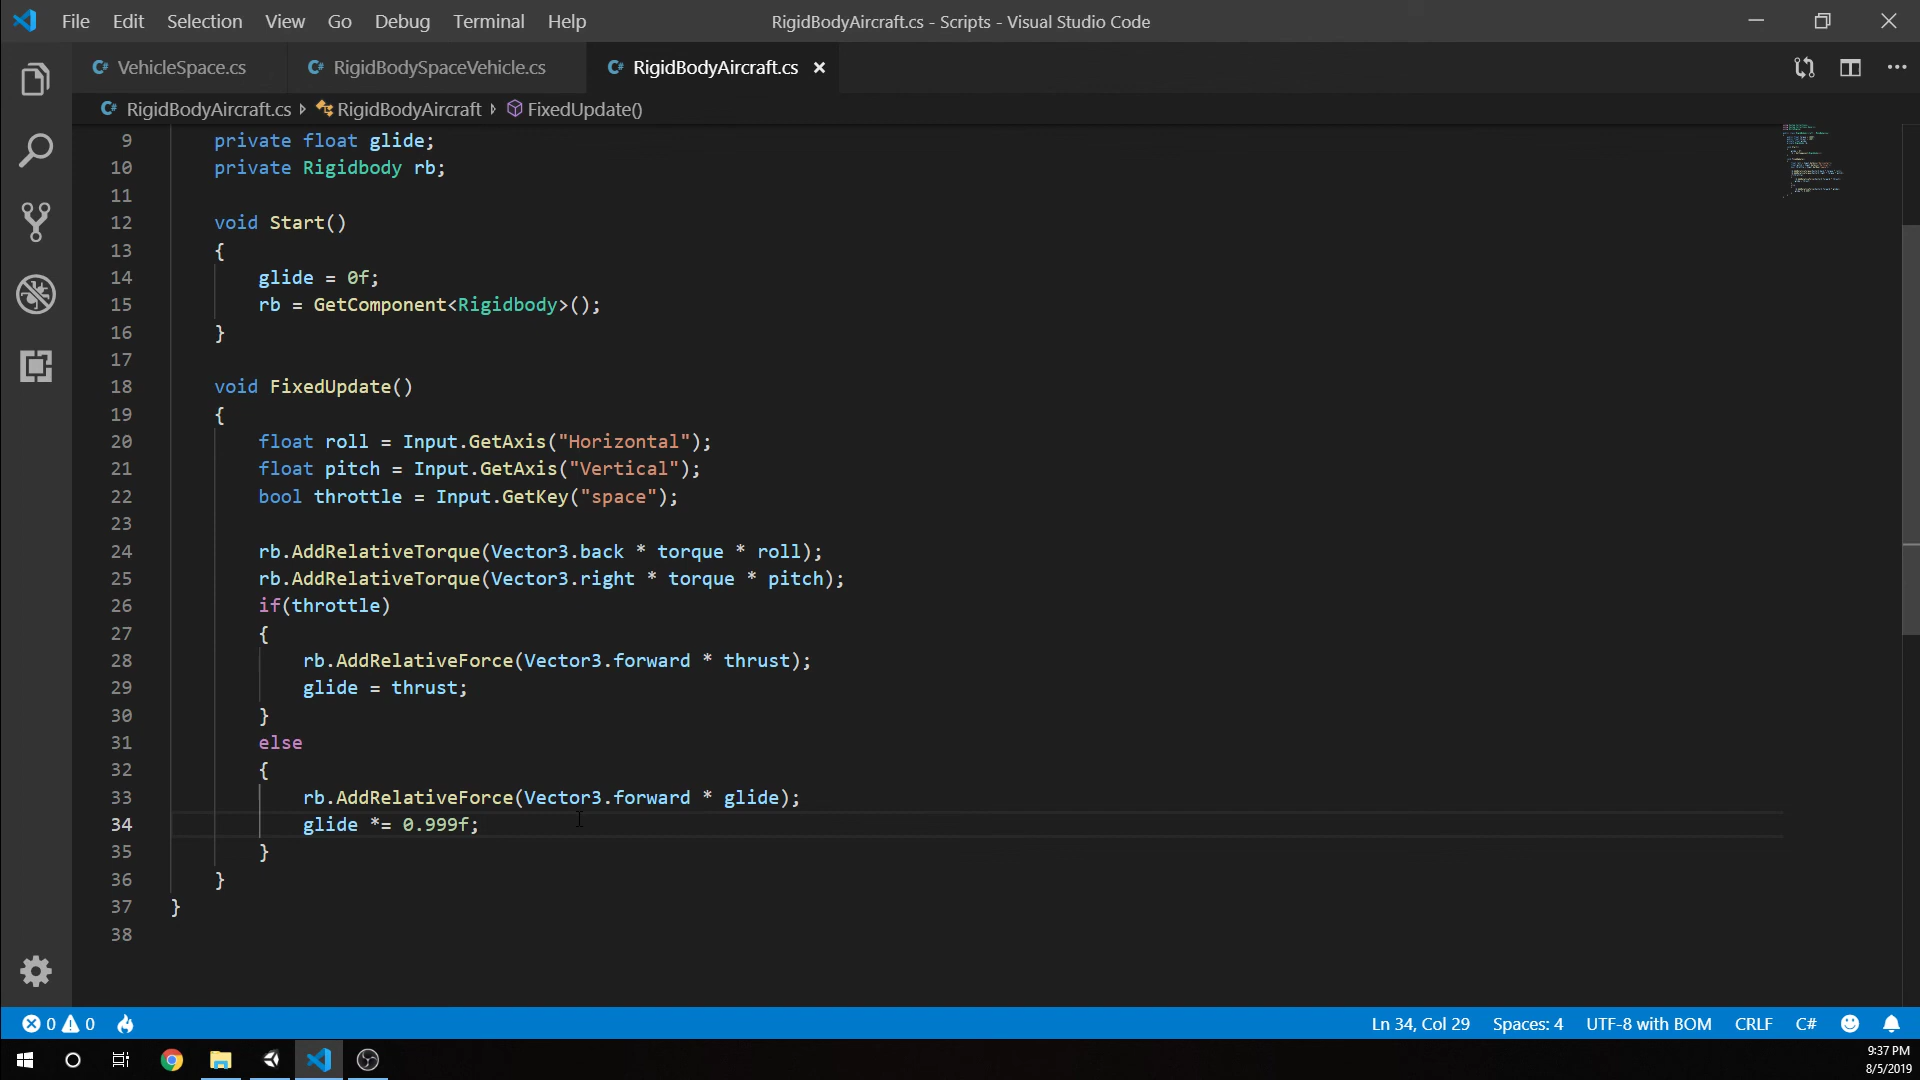 File Edit Selection View Go Debug Terminal Help RigidBodyAircraft.cs - Scripts - Visual Studio Code
C# VehicleSpace.cs C# RigidBodySpaceVehicle.cs C# RigidBodyAircraft.cs ×
C# RigidBodyAircraft.cs RigidBodyAircraft FixedUpdate()
9 private float glide;
10 private Rigidbody rb;
11
12 void Start()
13 {
14 glide = 0f;
15 rb = GetComponent<Rigidbody>();
16 }
17
18 void FixedUpdate()
19 {
20 float roll = Input.GetAxis("Horizontal");
21 float pitch = Input.GetAxis("Vertical");
22 bool throttle = Input.GetKey("space");
23
24 rb.AddRelativeTorque(Vector3.back * torque * roll);
25 rb.AddRelativeTorque(Vector3.right * torque * pitch);
26 if(throttle)
27 {
28 rb.AddRelativeForce(Vector3.forward * thrust);
29 glide = thrust;
30 }
31 else
32 {
33 rb.AddRelativeForce(Vector3.forward * glide);
34 glide *= 0.999f;
35 }
36 }
37 }
38
0 0 Ln 34, Col 29 Spaces: 4 UTF-8 with BOM CRLF C#
9:37 PM
8/5/2019